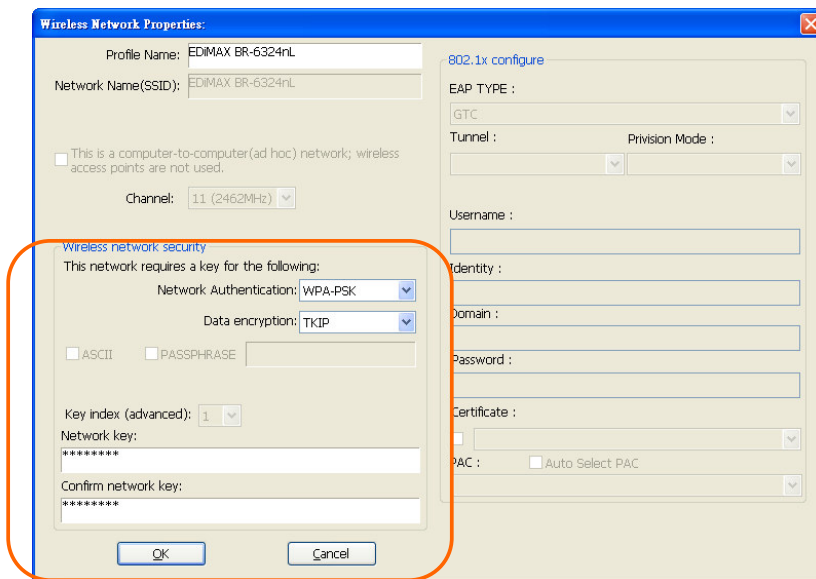 Wireless Network Properties:
Profile Name: EDiMAX BR-6324nL
Network Name(SSID): EDiMAX BR-6324nL
This is a computer-to-computer(ad hoc) network; wireless
access points are not used.
Channel: 11 (2462MHz)
Wireless network security
This network requires a key for the following:
Network Authentication: WPA-PSK
Data encryption: TKIP
ASCII PASSPHRASE
Key index (advanced): 1
Network key:
********
Confirm network key:
********
OK Cancel
802.1x configure
EAP TYPE :
GTC
Tunnel : Privision Mode :
Username :
Identity :
Domain :
Password :
Certificate :
PAC : Auto Select PAC